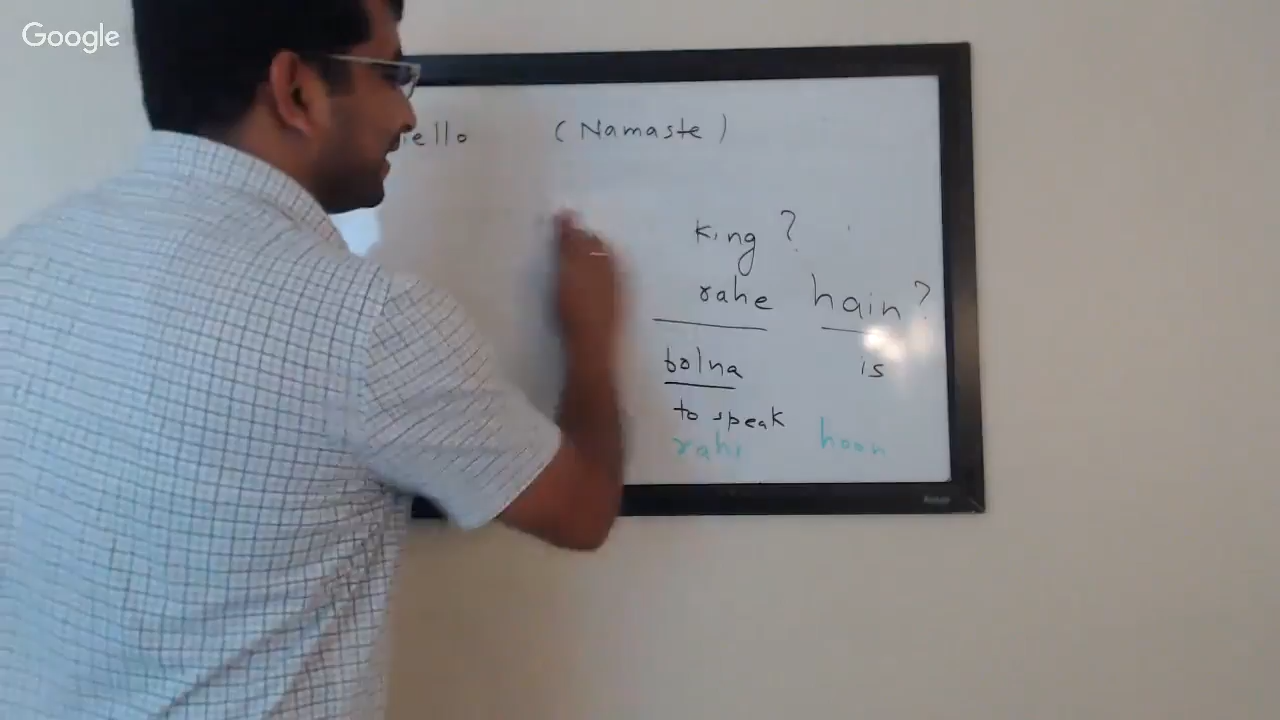 Google
ello (Namaste)
king ?
rahe hain ?
bolna is
to speak
rahi hoon